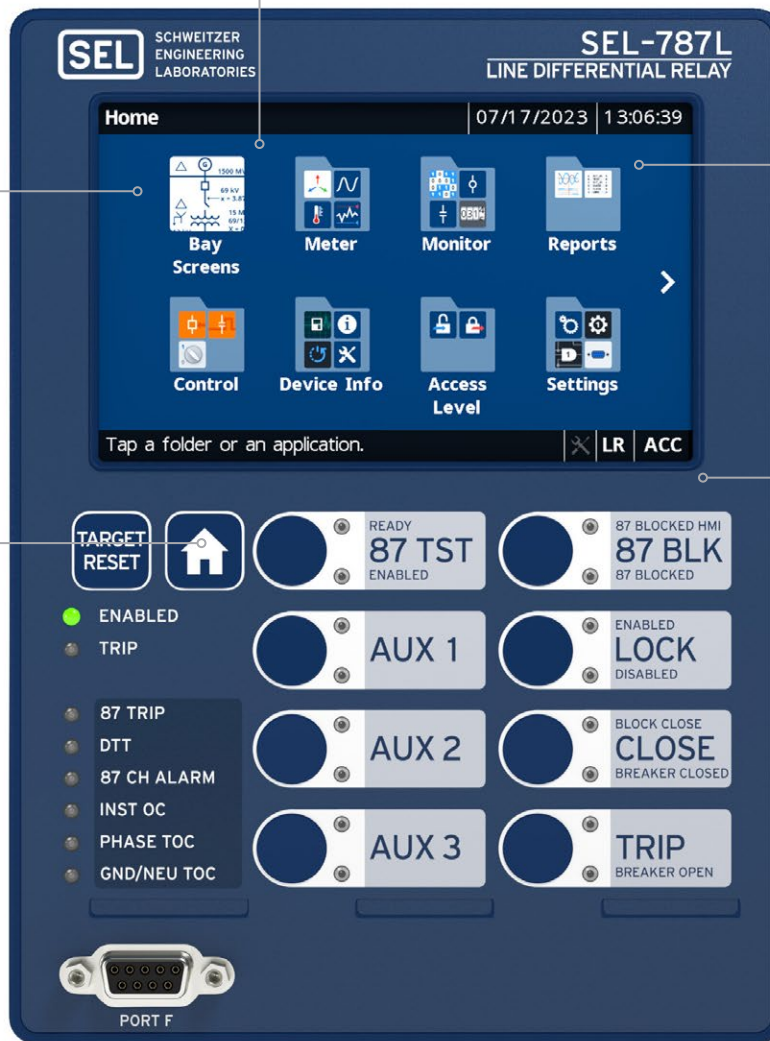 SEL
SCHWEITZER
ENGINEERING
LABORATORIES
SEL-787L
LINE DIFFERENTIAL RELAY
Home
07/17/2023
13:06:39
G
1500
69 kV
15
Bay
Screens
Meter
Monitor
Reports
Control
Device Info
Access
Level
Settings
Tap a folder or an application.
LR
ACC
TARGET
RESET
READY
87 TST
ENABLED
87 BLOCKED HMI
87 BLK
87 BLOCKED
ENABLED
TRIP
AUX 1
ENABLED
LOCK
DISABLED
87 TRIP
DTT
87 CH ALARM
INST OC
PHASE TOC
GND/NEU TOC
AUX 2
BLOCK CLOSE
CLOSE
BREAKER CLOSED
AUX 3
TRIP
BREAKER OPEN
PORT F